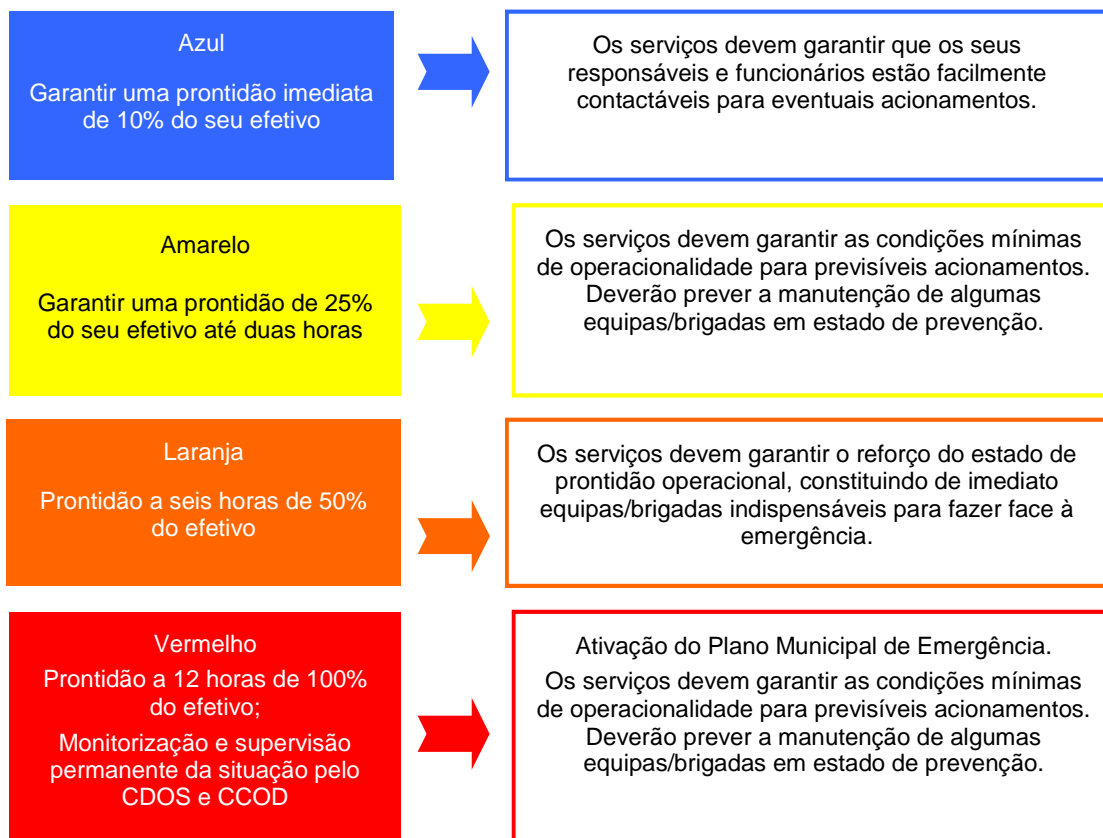 Azul
Garantir uma prontidão imediata
de 10% do seu efetivo
Os serviços devem garantir que os seus
responsáveis e funcionários estão facilmente
contactáveis para eventuais acionamentos.
Amarelo
Garantir uma prontidão de 25%
do seu efetivo até duas horas
Os serviços devem garantir as condições mínimas
de operacionalidade para previsíveis acionamentos.
Deverão prever a manutenção de algumas
equipas/brigadas em estado de prevenção.
Laranja
Prontidão a seis horas de 50%
do efetivo
Os serviços devem garantir o reforço do estado de
prontidão operacional, constituindo de imediato
equipas/brigadas indispensáveis para fazer face à
emergência.
Vermelho
Prontidão a 12 horas de 100%
do efetivo;
Monitorização e supervisão
permanente da situação pelo
CDOS e CCOD
Ativação do Plano Municipal de Emergência.
Os serviços devem garantir as condições mínimas
de operacionalidade para previsíveis acionamentos.
Deverão prever a manutenção de algumas
equipas/brigadas em estado de prevenção.